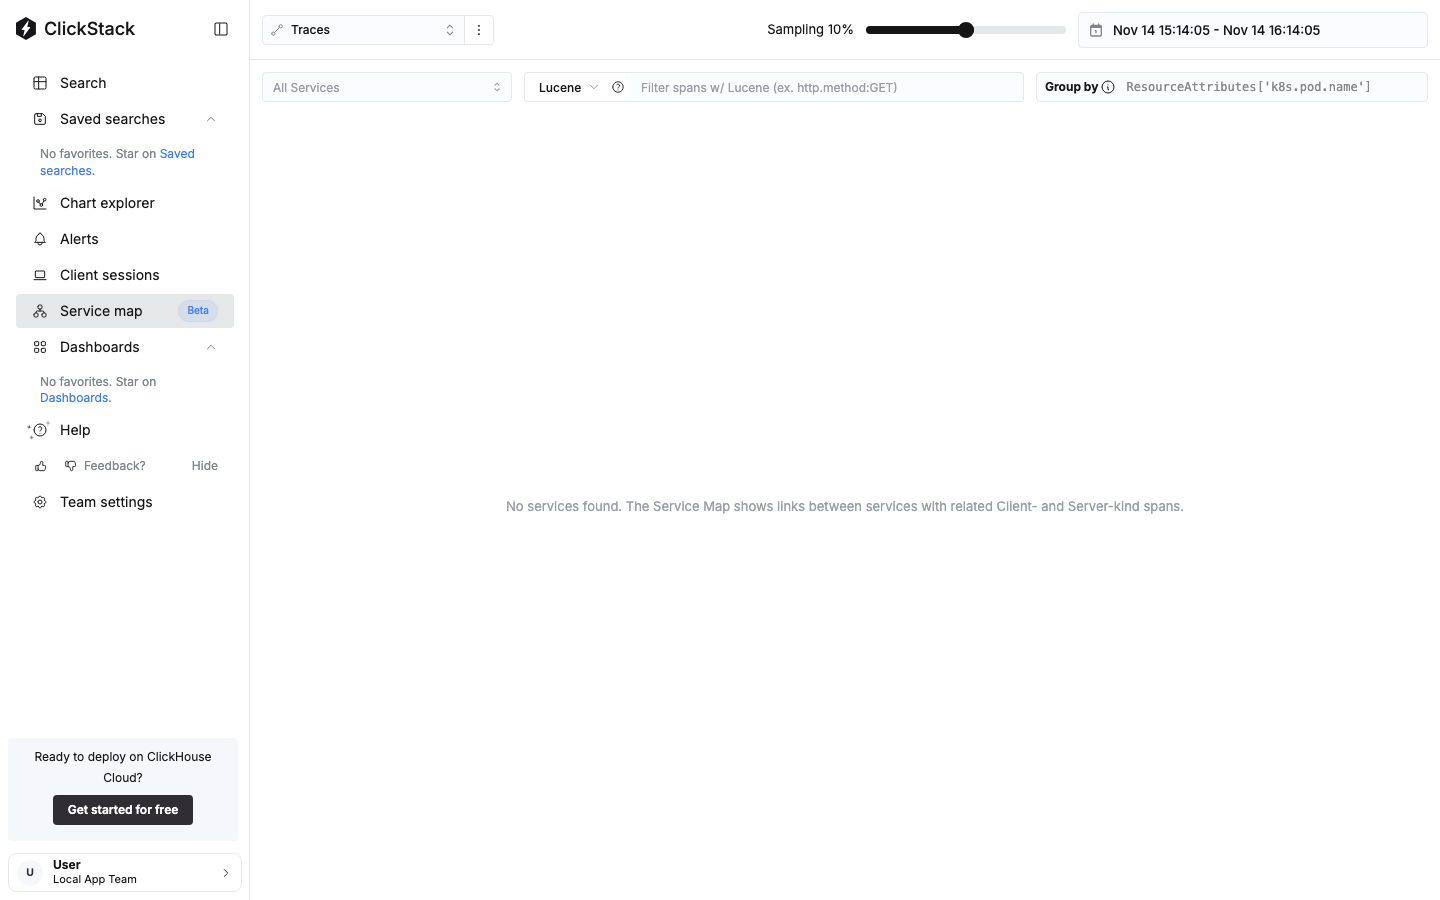 ClickStack
Search
Saved searches
No favorites. Star on Saved
searches.
Chart explorer
Alerts
Client sessions
Service map
Beta
Dashboards
No favorites. Star on
Dashboards.
Help
Feedback?
Hide
Team settings
Ready to deploy on ClickHouse
Cloud?
Get started for free
U
User
Local App Team
Traces
Sampling 10%
Nov 14 15:14:05 - Nov 14 16:14:05
All Services
Lucene
Filter spans w/ Lucene (ex. http.method:GET)
Group by
ResourceAttributes['k8s.pod.name']
No services found. The Service Map shows links between services with related Client- and Server-kind spans.